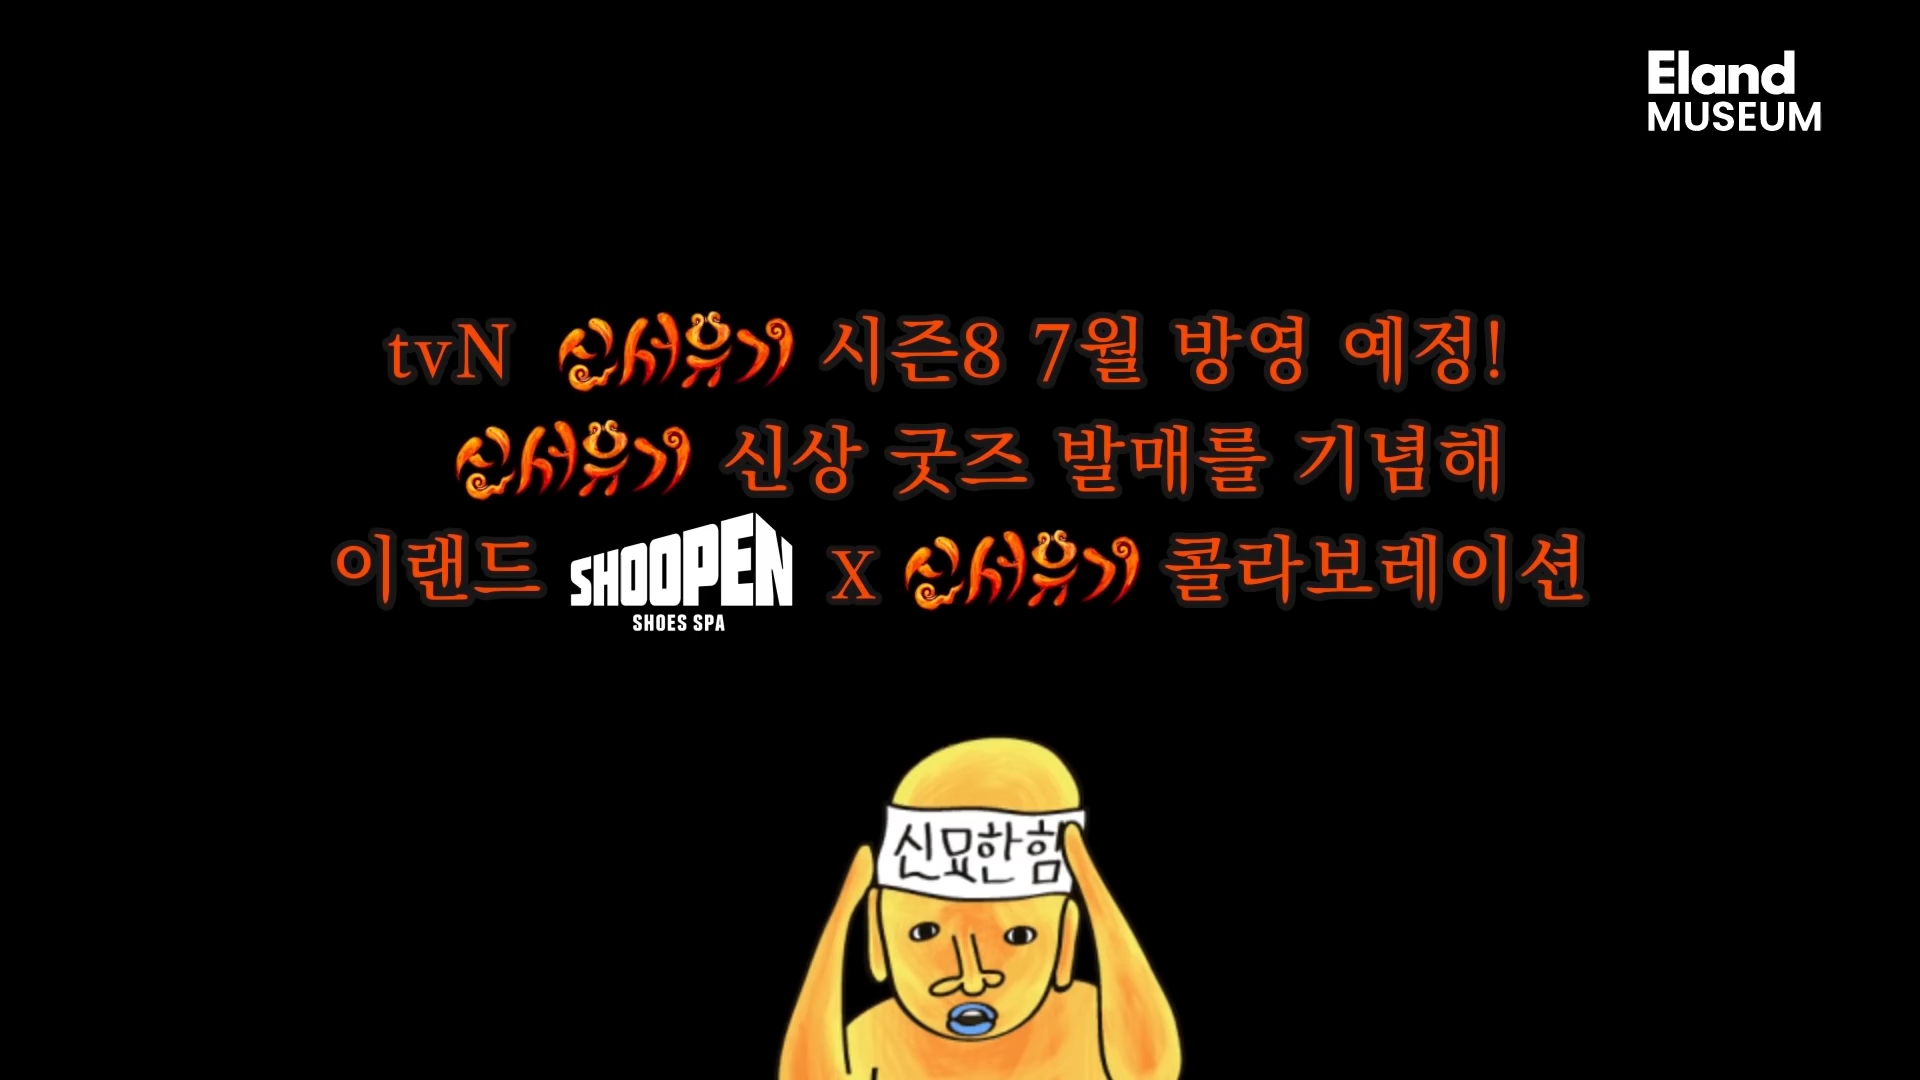 Eland
MUSEUM
tvN 신서유기 시즌8 7월 방영 예정!
신서유기 신상 굿즈 발매를 기념해
이랜드 SHOOPEN SHOES SPA X 신서유기 콜라보레이션
신묘한 힘